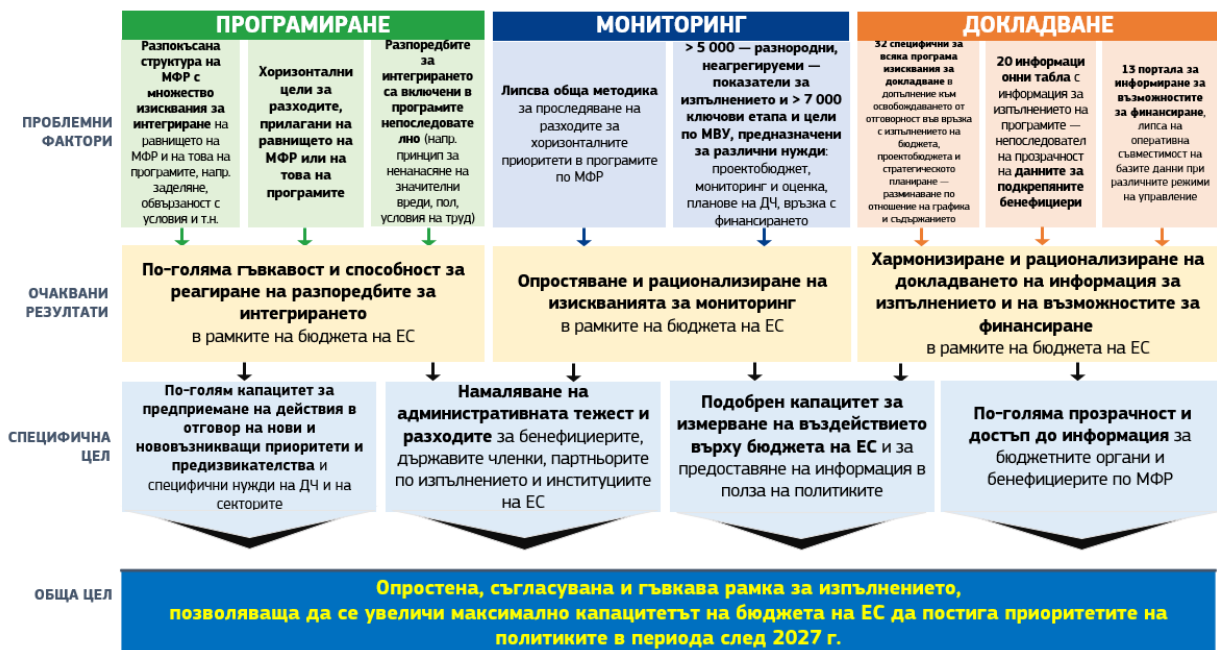 ПРОГРАМИРАНЕ
МОНИТОРИНГ
ДОКЛАДВАНЕ
ПРОБЛЕМНИ
ФАКТОРИ
Разпокъсана
структура на
МФР с
множество
изисквания за
интегриране на
равнището на
МФР и на това на
програмите, напр.
заделяне,
обвързаност с
условия и т.н.
Хоризонтални
цели за
разходите,
прилагани на
равнището на
МФР или на
това на
програмите
Разпоредбите
за
интегрирането
са включени в
програмите
непоследовате
лно (напр.
принцип за
ненанасяне на
значителни
вреди, пол,
условия на труд)
Липсва обща методика
за проследяване на
разходите за
хоризонталните
приоритети в програмите
по МФР
> 5 000 — разнородни,
неагрегируеми —
показатели за
изпълнението и > 7 000
ключови етапа и цели
по МВУ, предназначени
за различни нужди:
проектобюджет,
мониторинг и оценка,
планове на ДЧ, връзка с
финансирането
32 специфични за
всяка програма
изисквания за
докладване в
допълнение към
освобождаването от
отговорност във връзка
с изпълнението на
бюджета,
проектобюджета и
стратегическото
планиране —
разминаване по
отношение на графика
и съдържанието
20 информаци
онни табла с
информация за
изпълнението на
програмите —
непоследовател
на прозрачност
на данните за
подкрепяните
бенефициери
13 портала за
информиране за
възможностите
за финансиране,
липса на
оперативна
съвместимост на
базите данни при
различните режими
на управление
ОЧАКВАНИ
РЕЗУЛТАТИ
По-голяма гъвкавост и способност за
реагиране на разпоредбите за
интегрирането
в рамките на бюджета на ЕС
Опростяване и рационализиране на
изискванията за мониторинг
в рамките на бюджета на ЕС
Хармонизиране и рационализиране на
докладването на информация за
изпълнението и на възможностите за
финансиране
в рамките на бюджета на ЕС
СПЕЦИФИЧНА
ЦЕЛ
По-голям капацитет за
предприемане на действия в
отговор на нови и
нововъзникващи приоритети и
предизвикателства и
специфични нужди на ДЧ и на
секторите
Намаляване на
административната тежест и
разходите за бенефициерите,
държавите членки, партньорите
по изпълнението и институциите
на ЕС
Подобрен капацитет за
измерване на въздействието
върху бюджета на ЕС и за
предоставяне на информация в
полза на политиките
По-голяма прозрачност и
достъп до информация за
бюджетните органи и
бенефициерите по МФР
ОБЩА ЦЕЛ
Опростена, съгласувана и гъвкава рамка за изпълнението,
позволяваща да се увеличи максимално капацитетът на бюджета на ЕС да постига приоритетите на
политиките в периода след 2027 г.